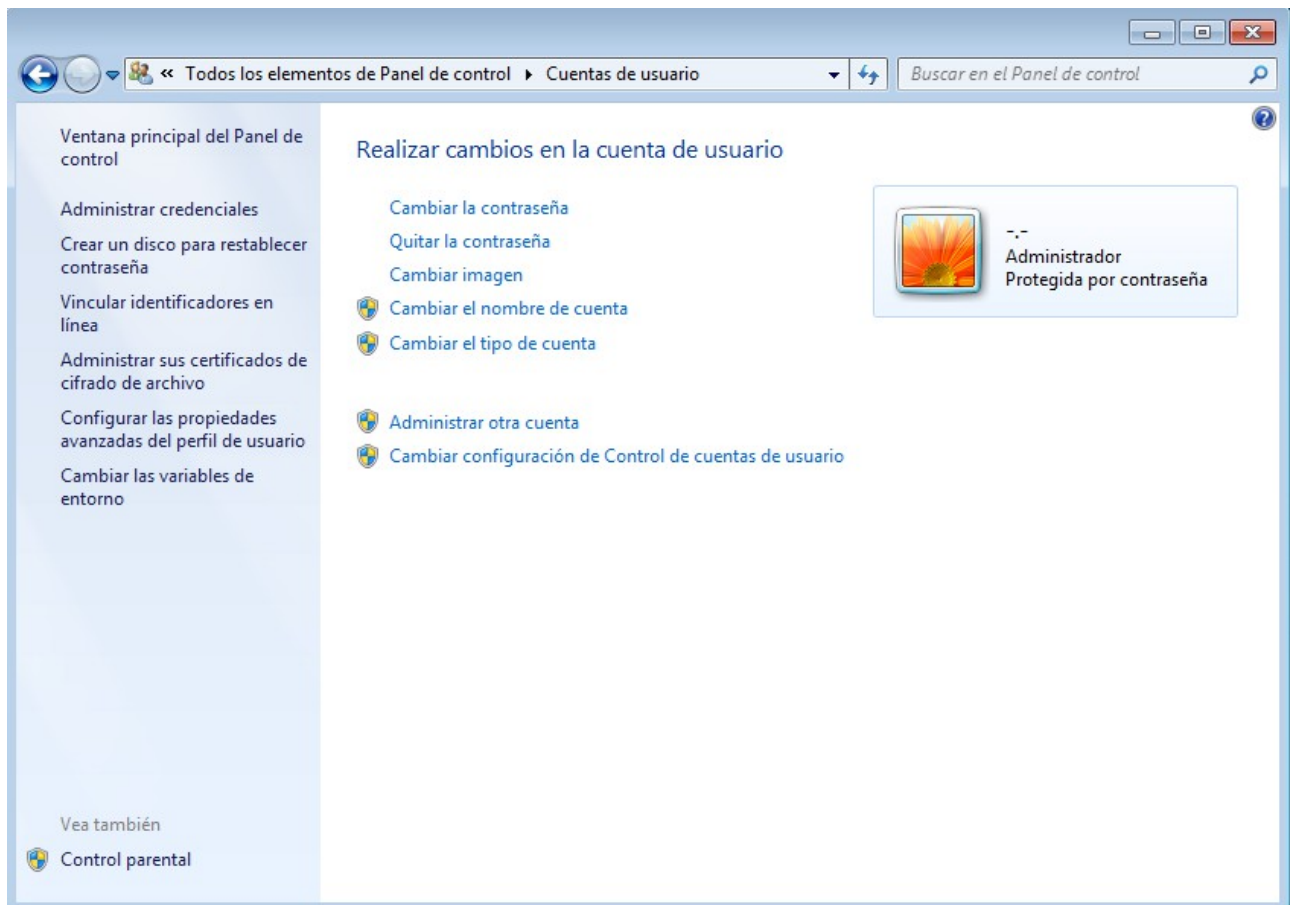 « Todos los elementos de Panel de control ▸ Cuentas de usuario
Buscar en el Panel de control
Ventana principal del Panel de
control
Administrar credenciales
Crear un disco para restablecer
contraseña
Vincular identificadores en
línea
Administrar sus certificados de
cifrado de archivo
Configurar las propiedades
avanzadas del perfil de usuario
Cambiar las variables de
entorno
Vea también
Control parental
Realizar cambios en la cuenta de usuario
Cambiar la contraseña
Quitar la contraseña
Cambiar imagen
Cambiar el nombre de cuenta
Cambiar el tipo de cuenta
Administrar otra cuenta
Cambiar configuración de Control de cuentas de usuario
-.-
Administrador
Protegida por contraseña